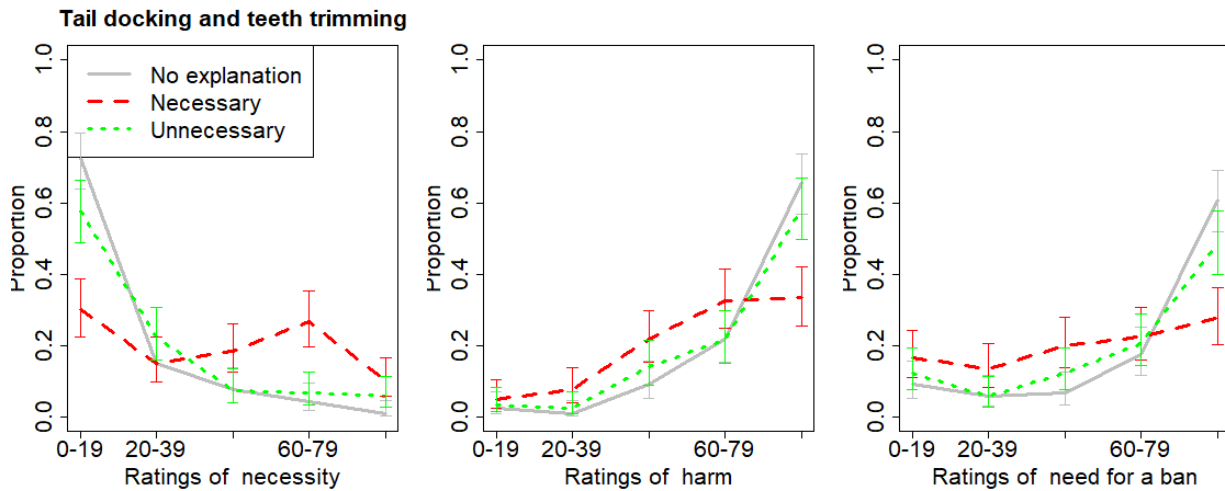 Tail docking and teeth trimming
No explanation
Necessary
Unnecessary
Proportion
0.0 0.2 0.4 0.6 0.8 1.0
0-19 20-39 60-79
Ratings of necessity
Proportion
0.0 0.2 0.4 0.6 0.8 1.0
0-19 20-39 60-79
Ratings of harm
Proportion
0.0 0.2 0.4 0.6 0.8 1.0
0-19 20-39 60-79
Ratings of need for a ban